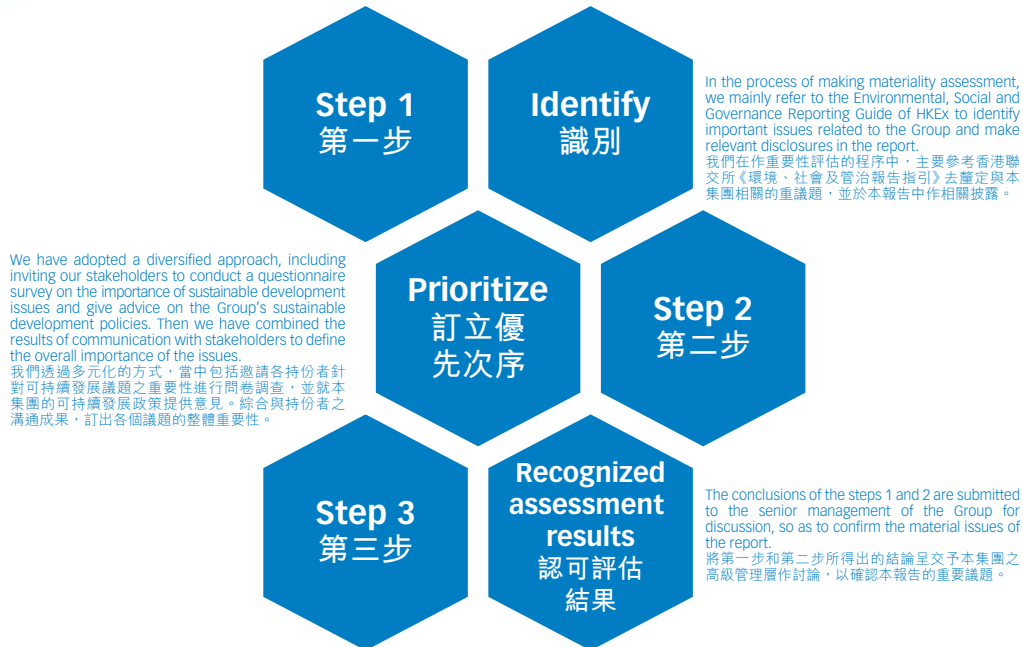 Step 1
第一步
Identify
識別
In the process of making materiality assessment,
we mainly refer to the Environmental, Social and
Governance Reporting Guide of HKEx to identify
important issues related to the Group and make
relevant disclosures in the report.
我們在作重要性評估的程序中，主要參考香港聯
交所《環境、社會及管治報告指引》去釐定與本
集團相關的重議題，並於本報告中作相關披露。
We have adopted a diversified approach, including
inviting our stakeholders to conduct a questionnaire
survey on the importance of sustainable development
issues and give advice on the Group's sustainable
development policies. Then we have combined the
results of communication with stakeholders to define
the overall importance of the issues.
我們透過多元化的方式，當中包括邀請各持份者針
對可持續發展議題之重要性進行問卷調查，並就本
集團的可持續發展政策提供意見。綜合與持份者之
溝通成果，訂出各個議題的整體重要性。
Prioritize
訂立優
先次序
Step 2
第二步
Step 3
第三步
Recognized
assessment
results
認可評估
結果
The conclusions of the steps 1 and 2 are submitted
to the senior management of the Group for
discussion, so as to confirm the material issues of
the report.
將第一步和第二步所得出的結論呈交予本集團之
高級管理層作討論，以確認本報告的重要議題。